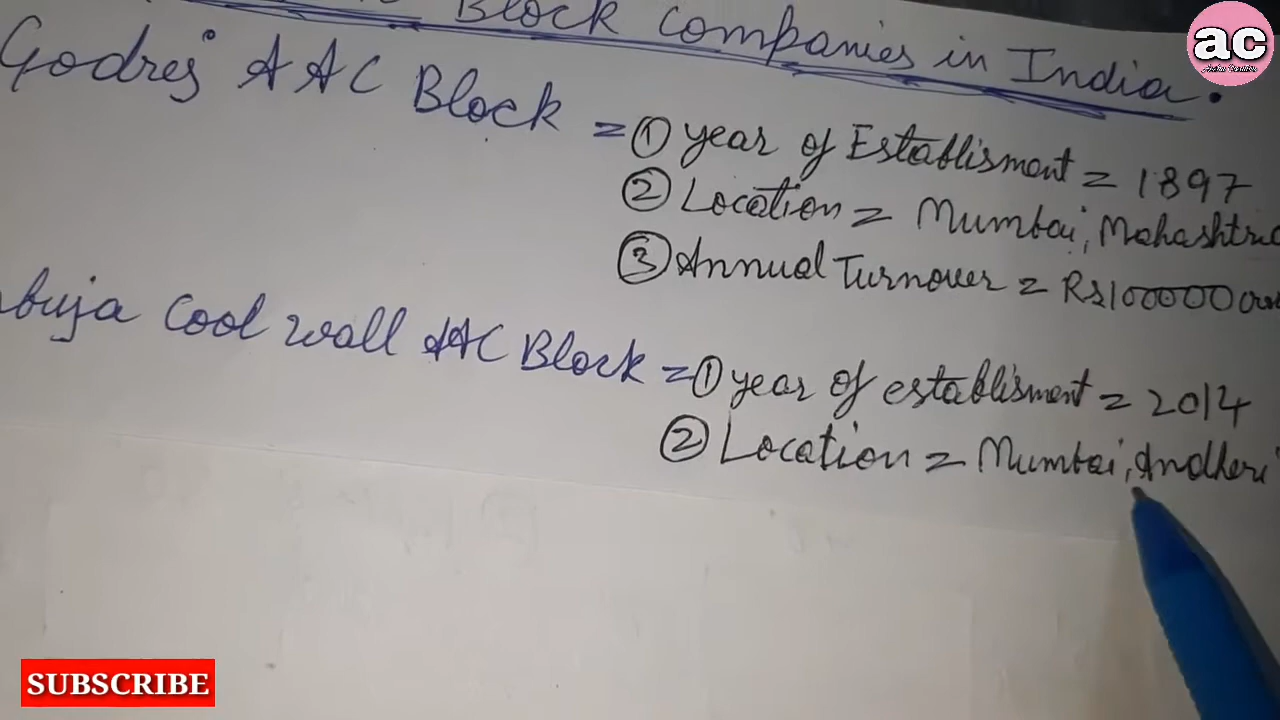 Block Companies in India.
Godrej AAC Block = ① year of Establisment = 1897
② Location = Mumbai, Mahashtra
③ Annual Turnover = Rs100000
buja Cool wall AAC Block = ① year of establisment = 2014
② Location = Mumbai, Andheri
ac
SUBSCRIBE